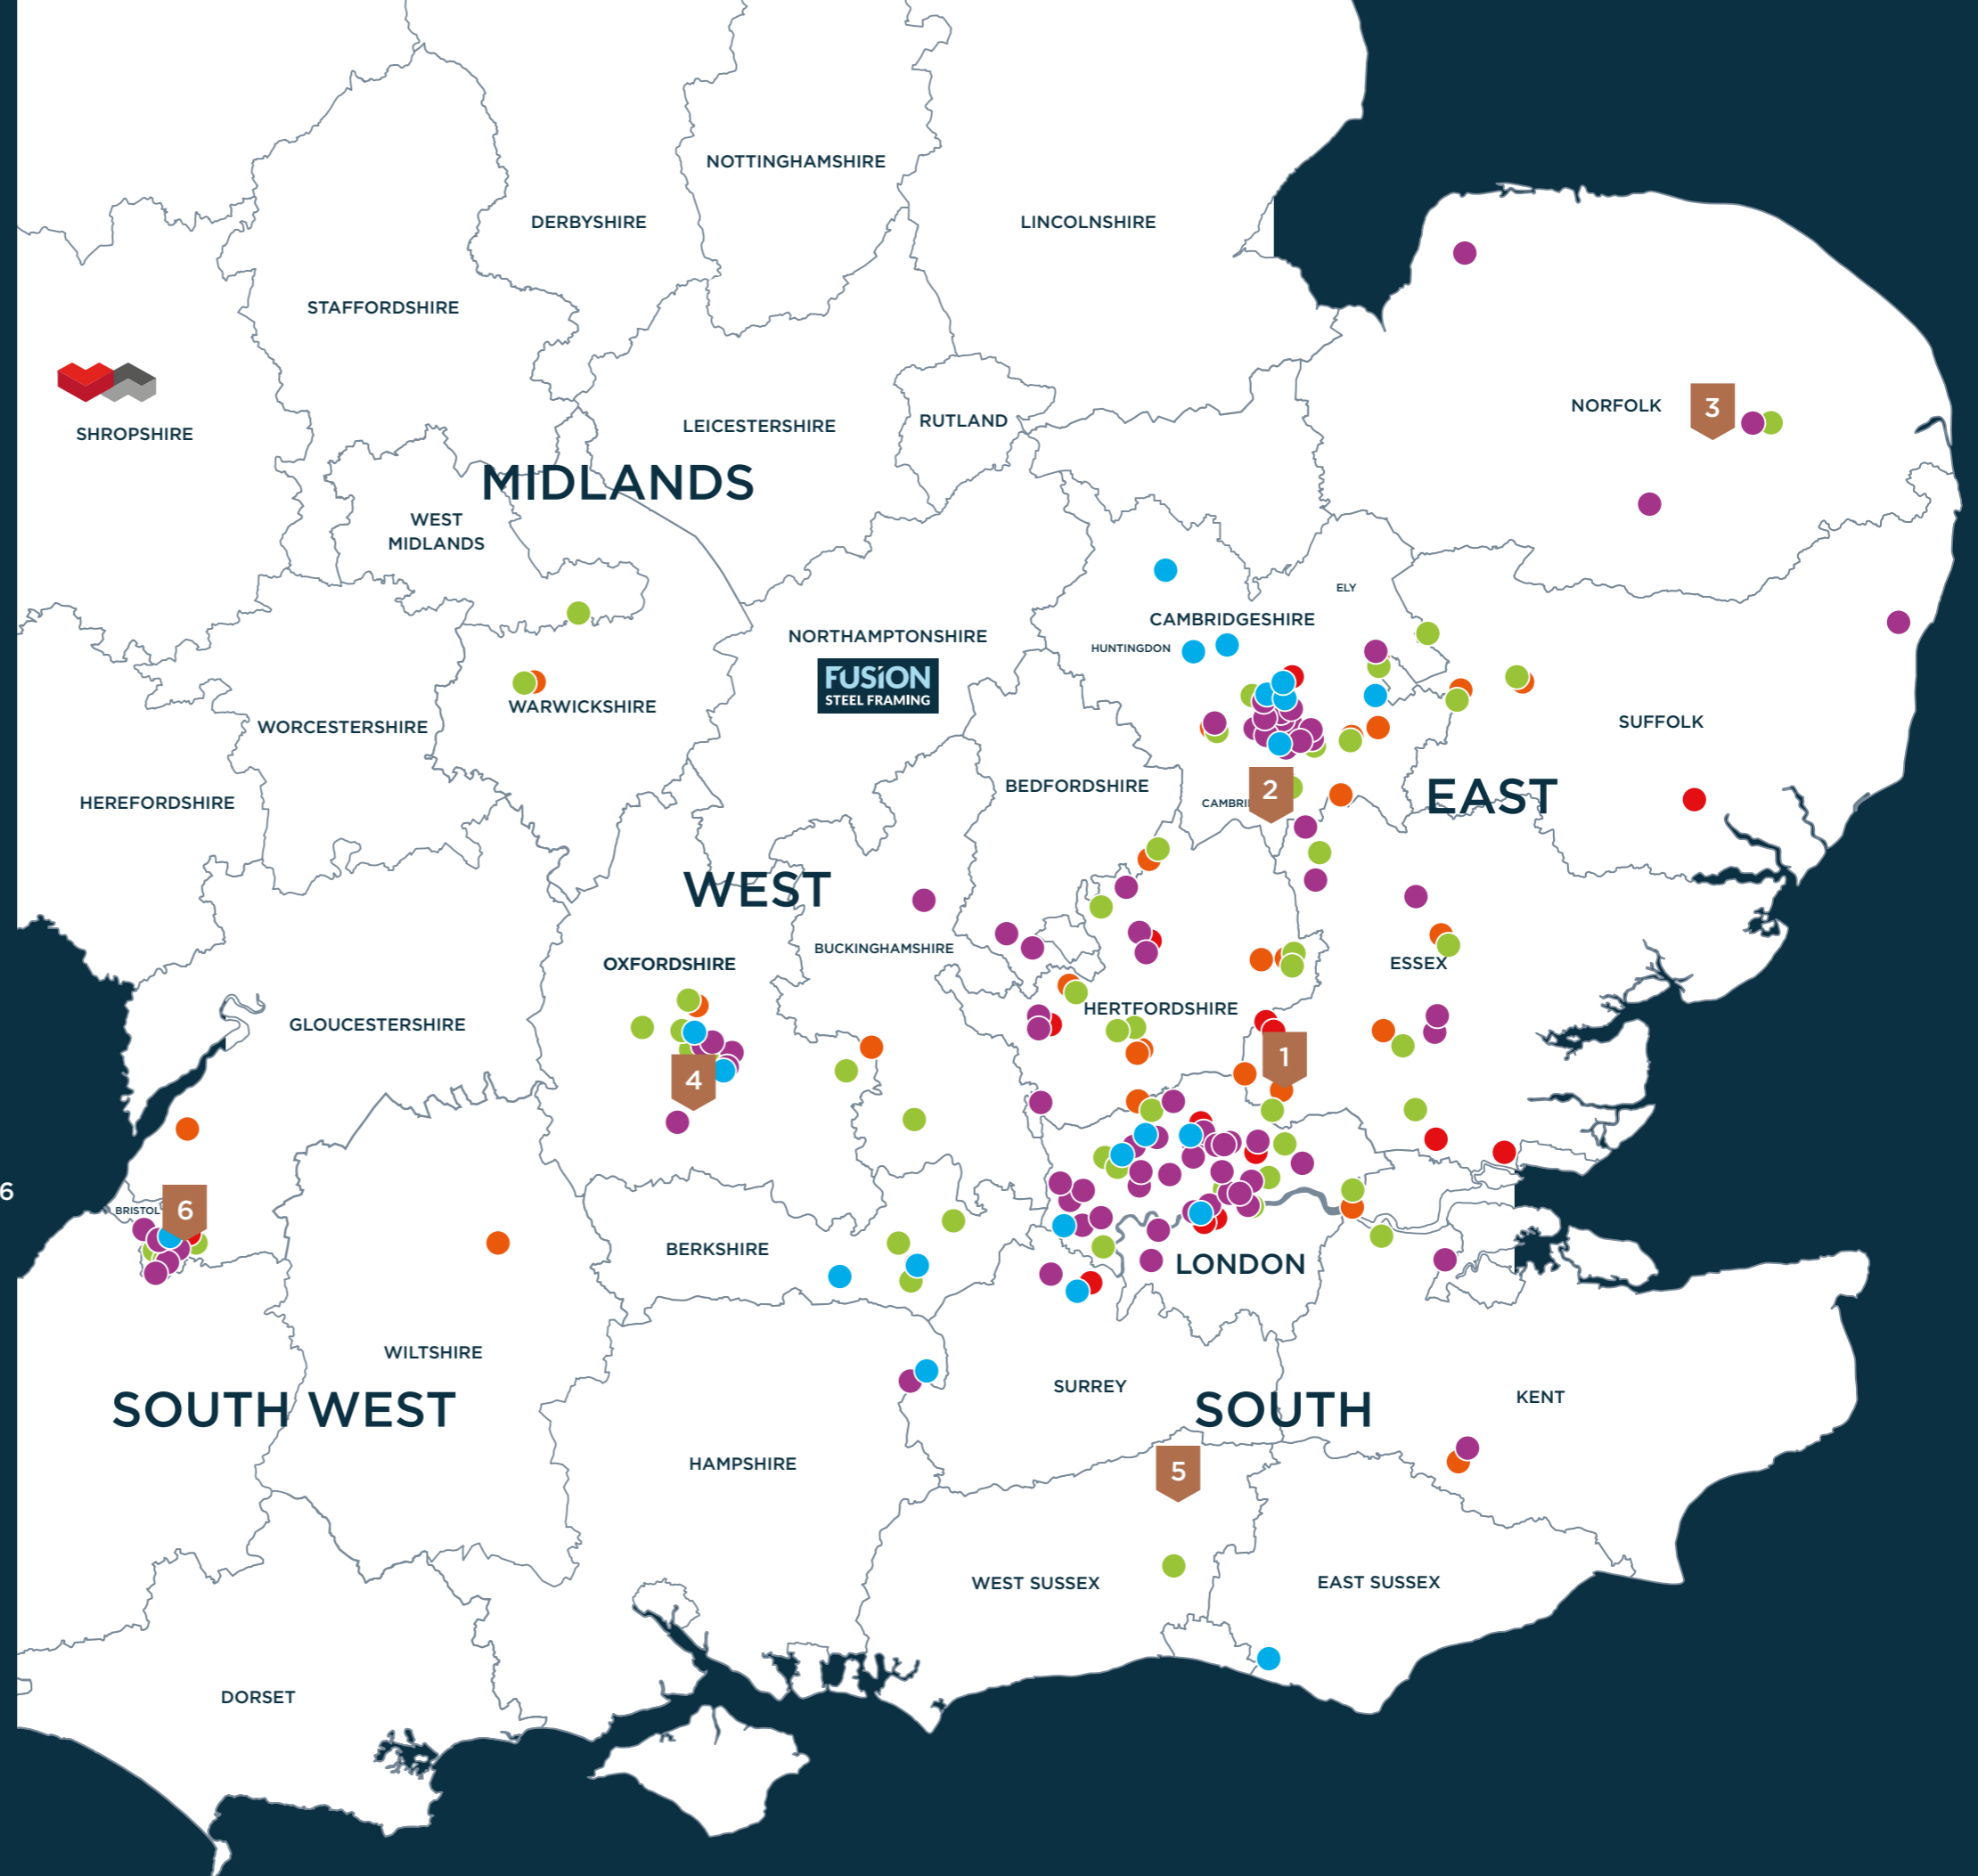 NOTTINGHAMSHIRE
DERBYSHIRE
LINCOLNSHIRE
STAFFORDSHIRE
NORFOLK
3
RUTLAND
LEICESTERSHIRE
SHROPSHIRE
MIDLANDS
WEST
MIDLANDS
ELY
CAMBRIDGESHIRE
NORTHAMPTONSHIRE
HUNTINGDON
FUSION
STEEL FRAMING
WARWICKSHIRE
SUFFOLK
WORCESTERSHIRE
BEDFORDSHIRE
2
EAST
HEREFORDSHIRE
CAMBRI
WEST
BUCKINGHAMSHIRE
OXFORDSHIRE
ESSEX
HERTFORDSHIRE
GLOUCESTERSHIRE
1
4
6
BRISTOL
6
BERKSHIRE
LONDON
WILTSHIRE
SURREY
KENT
SOUTH WEST
SOUTH
HAMPSHIRE
5
WEST SUSSEX
EAST SUSSEX
DORSET